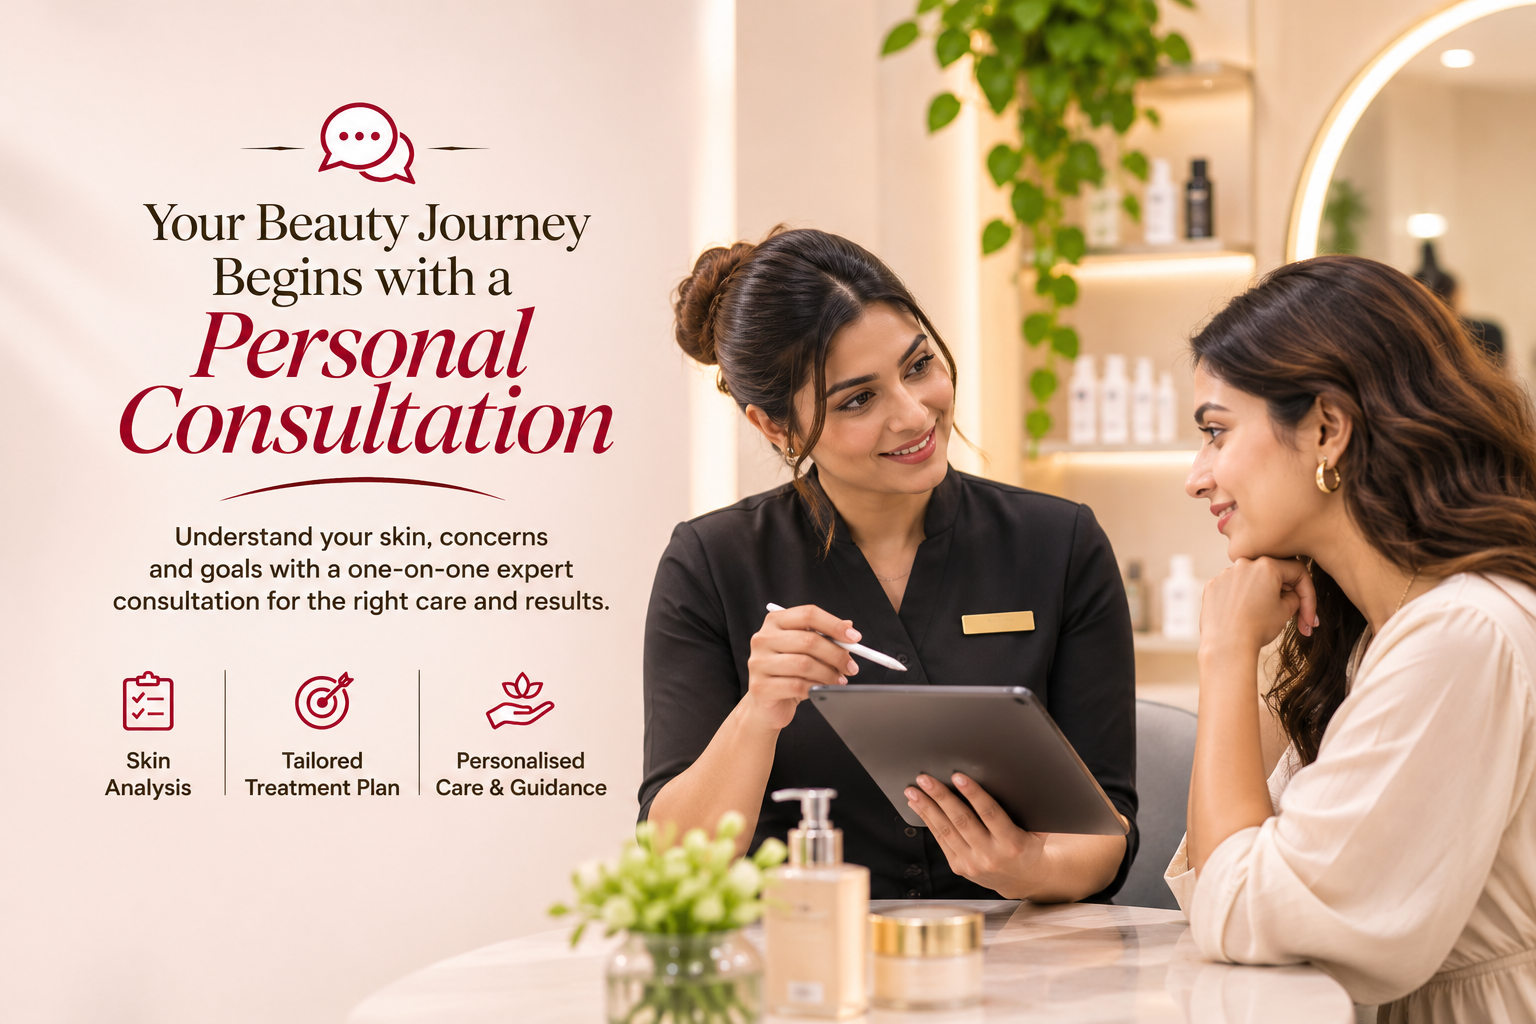 Your Beauty Journey
Begins with a
Personal
Consultation
Understand your skin, concerns
and goals with a one-on-one expert
consultation for the right care and results.
Skin
Analysis
Tailored
Treatment Plan
Personalised
Care & Guidance